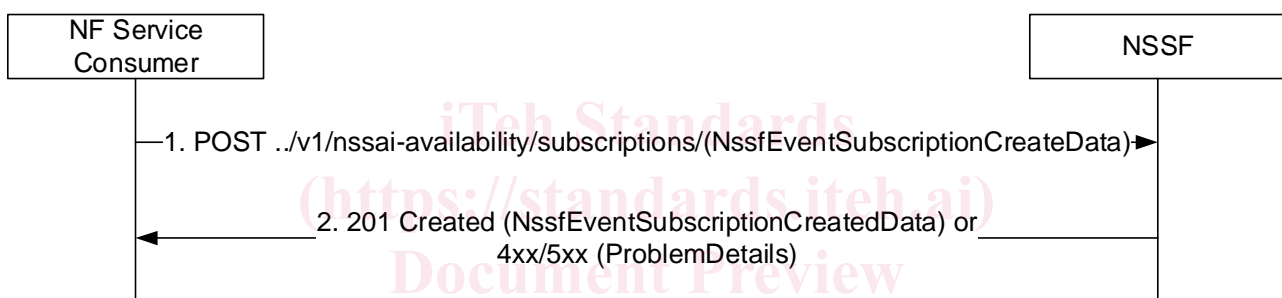 NF Service
Consumer
NSSF
iTeh Standards
1. POST ../v1/nssai-availability/subscriptions/(NssfEventSubscriptionCreateData)
(https://standards.iteh.ai)
2. 201 Created (NssfEventSubscriptionCreatedData) or
4xx/5xx (ProblemDetails)
Document Preview